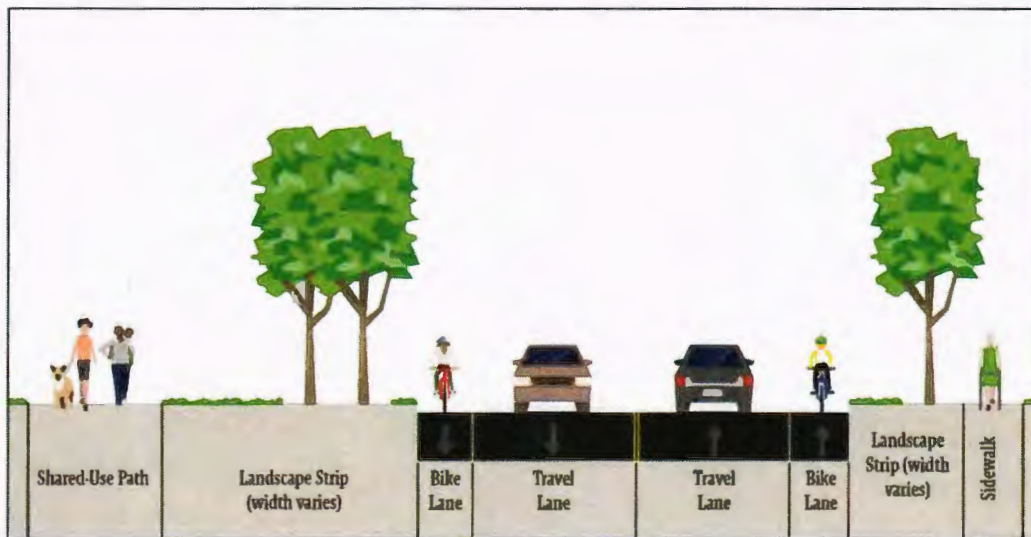 Shared-Use Path
Landscape Strip
(width varies)
Bike
Lane
Travel
Lane
Travel
Lane
Bike
Lane
Landscape
Strip (width
varies)
Sidewalk